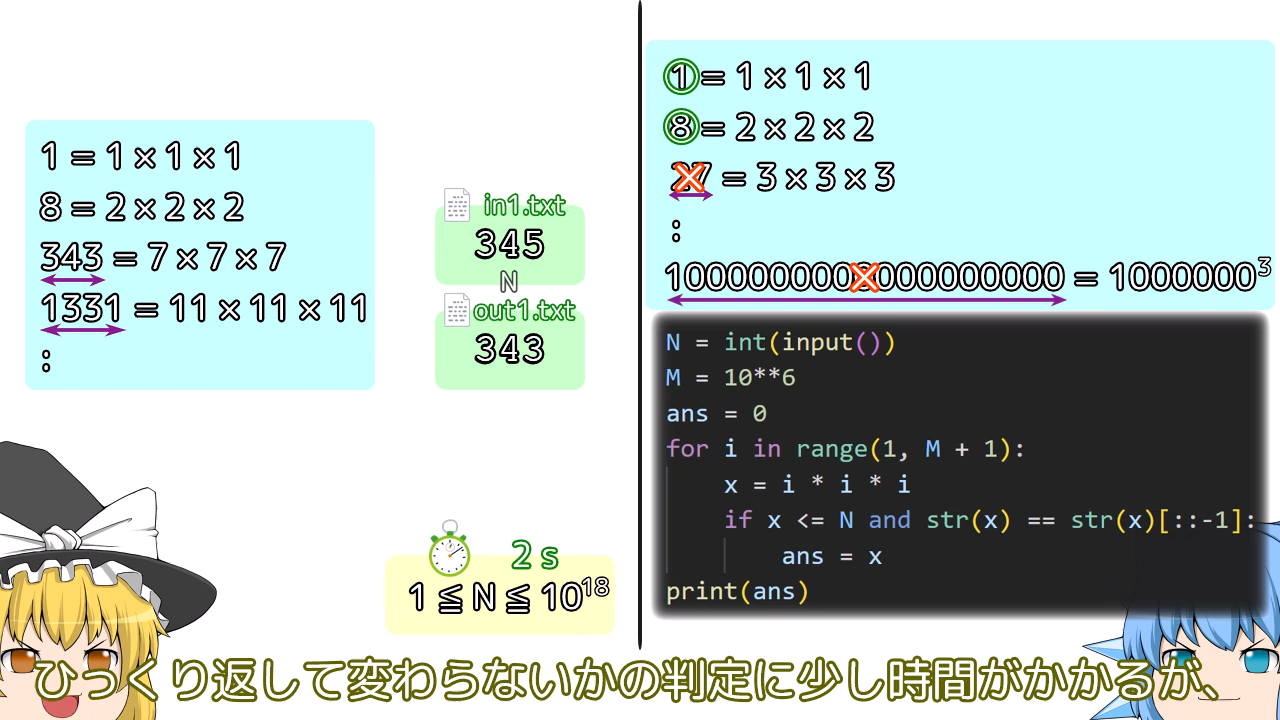 1 = 1 × 1 × 1
8 = 2 × 2 × 2
343 = 7 × 7 × 7
1331 = 11 × 11 × 11
:
in1.txt
345
N
out1.txt
343
2 s
1 ≦ N ≦ 10¹⁸
1 = 1 × 1 × 1
8 = 2 × 2 × 2
27 = 3 × 3 × 3
:
1000000000000000000 = 1000000³
N = int(input())
M = 10**6
ans = 0
for i in range(1, M + 1):
    x = i * i * i
    if x <= N and str(x) == str(x)[::-1]:
        ans = x
print(ans)
ひっくり返して変わらないかの判定に少し時間がかかるが、